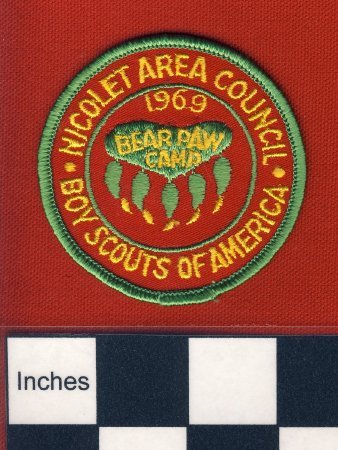 NICOLET AREA COUNCIL
1969
BEAR PAW
CAMP
• BOY SCOUTS OF AMERICA •
Inches